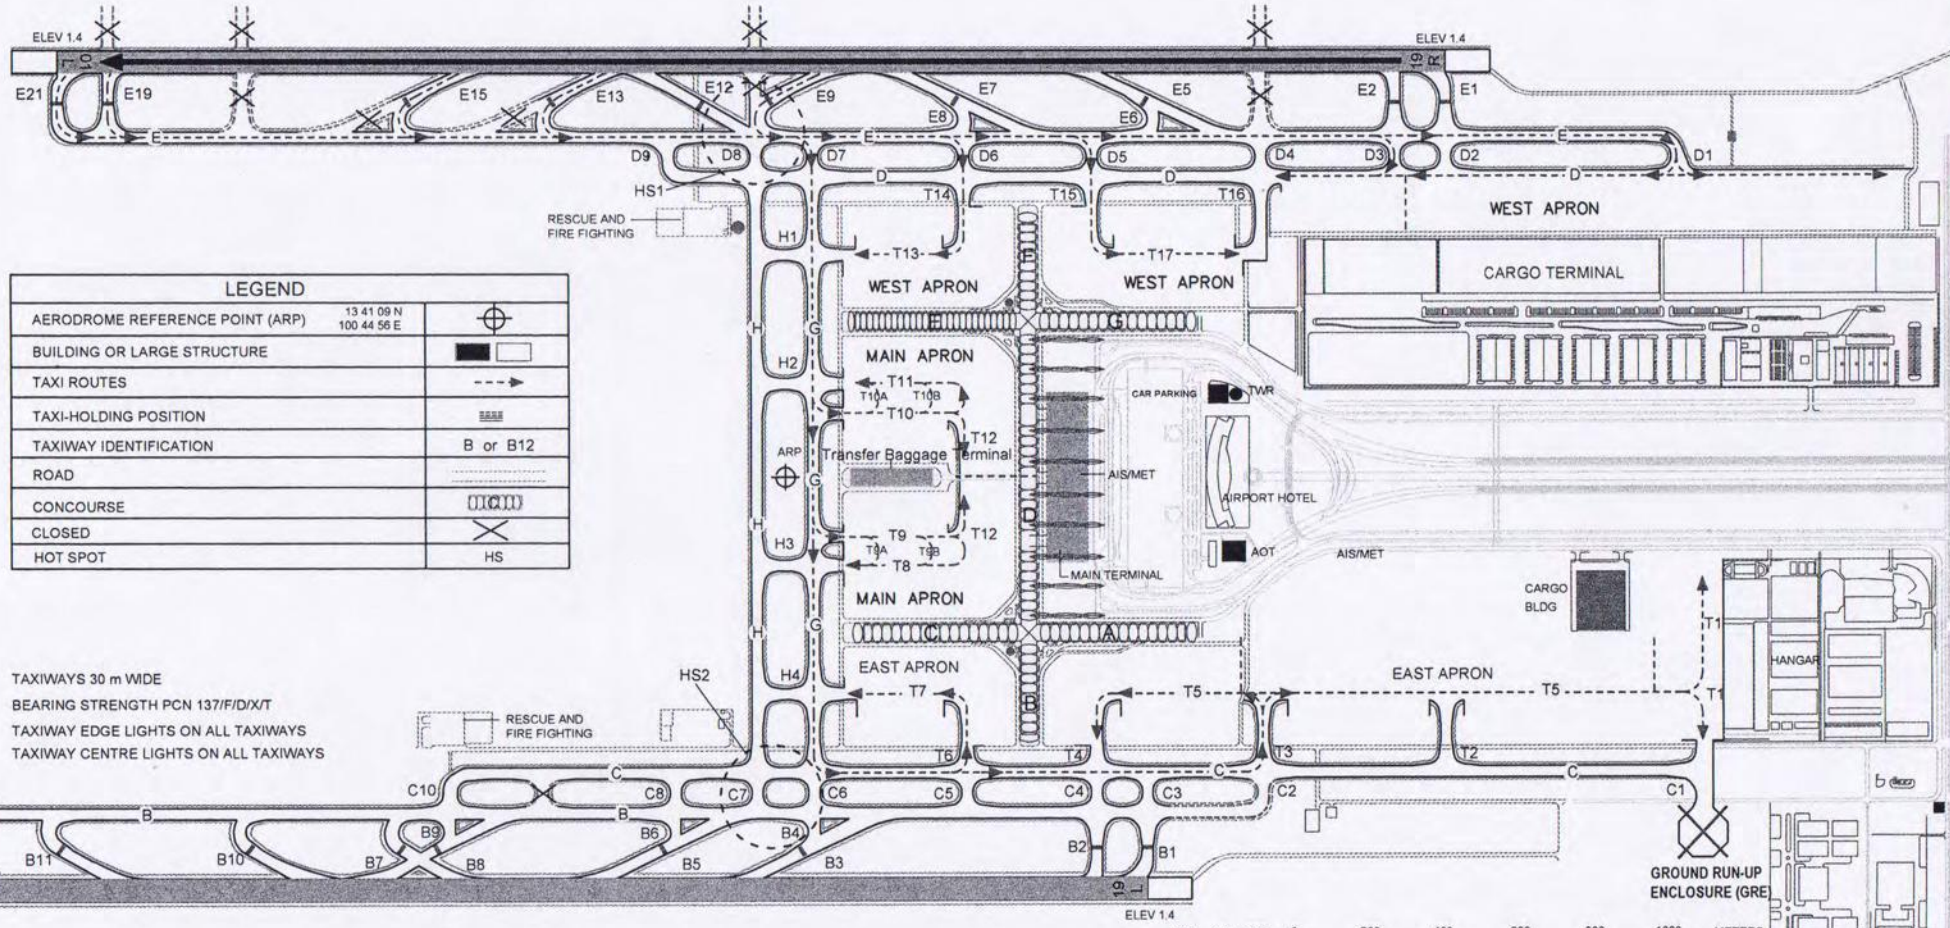 ELEV 1.4
ELEV 1.4
01 L
19 R
E21
E19
E15
E13
E12
E9
E7
E5
E2
E1
E8
E6
E
E
E
D9
D8
D7
D6
D5
D4
D3
D2
D1
D
D
D
HS1
T14
T15
T16
WEST APRON
RESCUE AND
FIRE FIGHTING
H1
T13
T17
F
WEST APRON
WEST APRON
CARGO TERMINAL
LEGEND
AERODROME REFERENCE POINT (ARP) 13 41 09 N
100 44 56 E
BUILDING OR LARGE STRUCTURE
TAXI ROUTES
TAXI-HOLDING POSITION
TAXIWAY IDENTIFICATION B or B12
ROAD
CONCOURSE C
CLOSED
HOT SPOT HS
H
G
E
G
H2
MAIN APRON
T11
T10A
T10B
T10
CAR PARKING
TWR
ARP
T12
Transfer Baggage Terminal
G
AIS/MET
AIRPORT HOTEL
D
H
H3
T9
T12
T9A
T9B
T8
AOT
AIS/MET
MAIN TERMINAL
MAIN APRON
CARGO
BLDG
H
G
C
A
T1
HANGAR
TAXIWAYS 30 m WIDE
BEARING STRENGTH PCN 137/F/D/X/T
TAXIWAY EDGE LIGHTS ON ALL TAXIWAYS
TAXIWAY CENTRE LIGHTS ON ALL TAXIWAYS
HS2
H4
EAST APRON
EAST APRON
T7
B
T5
T5
T1
RESCUE AND
FIRE FIGHTING
T6
T4
T3
T2
C
C
C
C10
C8
C7
C6
C5
C4
C3
C2
C1
B
B
B11
B10
B9
B7
B8
B6
B5
B4
B3
B2
B1
19 L
ELEV 1.4
GROUND RUN-UP
ENCLOSURE (GRE)